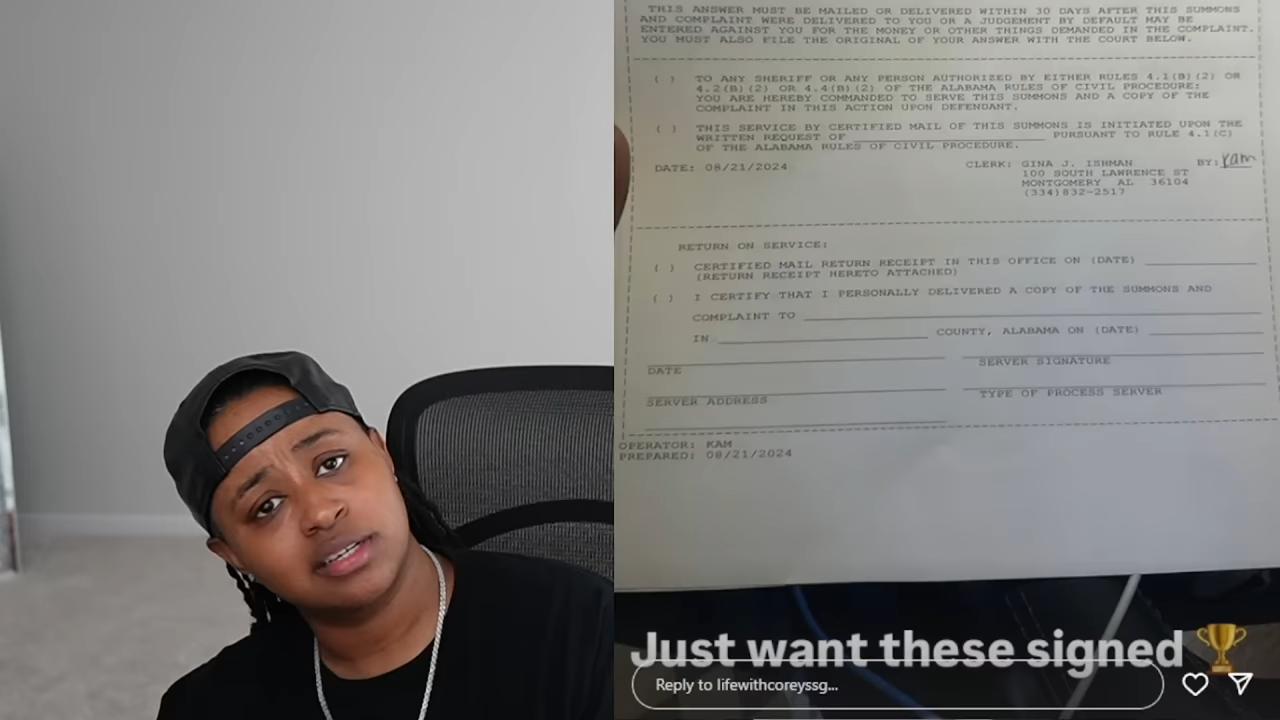 THIS ANSWER MUST BE MAILED OR DELIVERED WITHIN 30 DAYS AFTER THIS SUMMONS
AND COMPLAINT WERE DELIVERED TO YOU OR A JUDGEMENT BY DEFAULT MAY BE
ENTERED AGAINST YOU FOR THE MONEY OR OTHER THINGS DEMANDED IN THE COMPLAINT.
YOU MUST ALSO FILE THE ORIGINAL OF YOUR ANSWER WITH THE COURT BELOW.
( ) TO ANY SHERIFF OR ANY PERSON AUTHORIZED BY EITHER RULES 4.1(B)(2) OR
4.2(B)(2) OR 4.4(B)(2) OF THE ALABAMA RULES OF CIVIL PROCEDURE:
YOU ARE HEREBY COMMANDED TO SERVE THIS SUMMONS AND A COPY OF THE
COMPLAINT IN THIS ACTION UPON DEFENDANT.
( ) THIS SERVICE BY CERTIFIED MAIL OF THIS SUMMONS IS INITIATED UPON THE
WRITTEN REQUEST OF ____________________ PURSUANT TO RULE 4.1(C)
OF THE ALABAMA RULES OF CIVIL PROCEDURE.
DATE: 08/21/2024 CLERK: GINA J. ISHMAN BY: Kam
100 SOUTH LAWRENCE ST
MONTGOMERY AL 36104
(334)832-2517
RETURN ON SERVICE:
( ) CERTIFIED MAIL RETURN RECEIPT IN THIS OFFICE ON (DATE) ____________
(RETURN RECEIPT HERETO ATTACHED)
( ) I CERTIFY THAT I PERSONALLY DELIVERED A COPY OF THE SUMMONS AND
COMPLAINT TO ____________________
IN ____________________ COUNTY, ALABAMA ON (DATE) ____________
DATE SERVER SIGNATURE
SERVER ADDRESS TYPE OF PROCESS SERVER
OPERATOR: KAM
PREPARED: 08/21/2024
Just want these signed 🏆
Reply to lifewithcoreyssg...